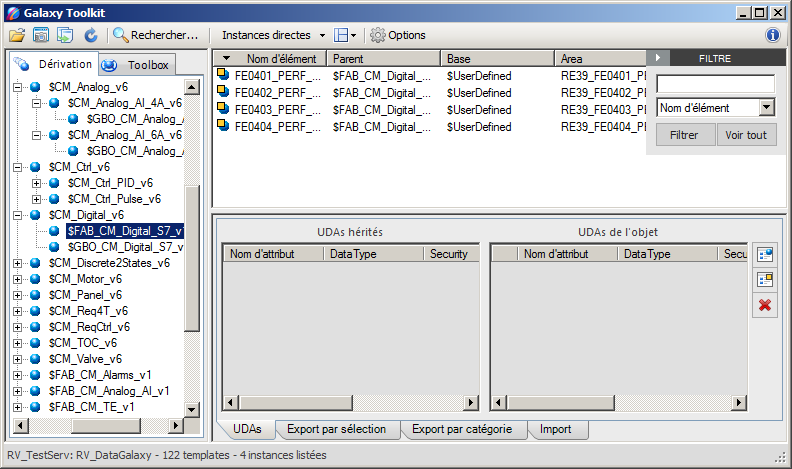 Galaxy Toolkit
Rechercher... Instances directes Options
Dérivation Toolbox
$CM_Analog_v6
$CM_Analog_AI_4A_v6
$GBO_CM_Analog_
$CM_Analog_AI_6A_v6
$GBO_CM_Analog_
$CM_Ctrl_v6
$CM_Ctrl_PID_v6
$CM_Ctrl_Pulse_v6
$CM_Digital_v6
$FAB_CM_Digital_S7_v
$GBO_CM_Digital_S7_v
$CM_Discrete2States_v6
$CM_Motor_v6
$CM_Panel_v6
$CM_Req4T_v6
$CM_ReqCtrl_v6
$CM_TOC_v6
$CM_Valve_v6
$FAB_CM_Alarms_v1
$FAB_CM_Analog_AI_v1
$FAB_CM_TE_v1
Nom d'élément Parent Base Area
FE0401_PERF_... $FAB_CM_Digital_... $UserDefined RE39_FE0401_P
FE0402_PERF_... $FAB_CM_Digital_... $UserDefined RE39_FE0402_P
FE0403_PERF_... $FAB_CM_Digital_... $UserDefined RE39_FE0403_P
FE0404_PERF_... $FAB_CM_Digital_... $UserDefined RE39_FE0404_P
FILTRE
Nom d'élément
Filtrer Voir tout
UDAs hérités
Nom d'attribut DataType Security
UDAs de l'objet
Nom d'attribut DataType Secu
UDAs Export par sélection Export par catégorie Import
RV_TestServ: RV_DataGalaxy - 122 templates - 4 instances listées